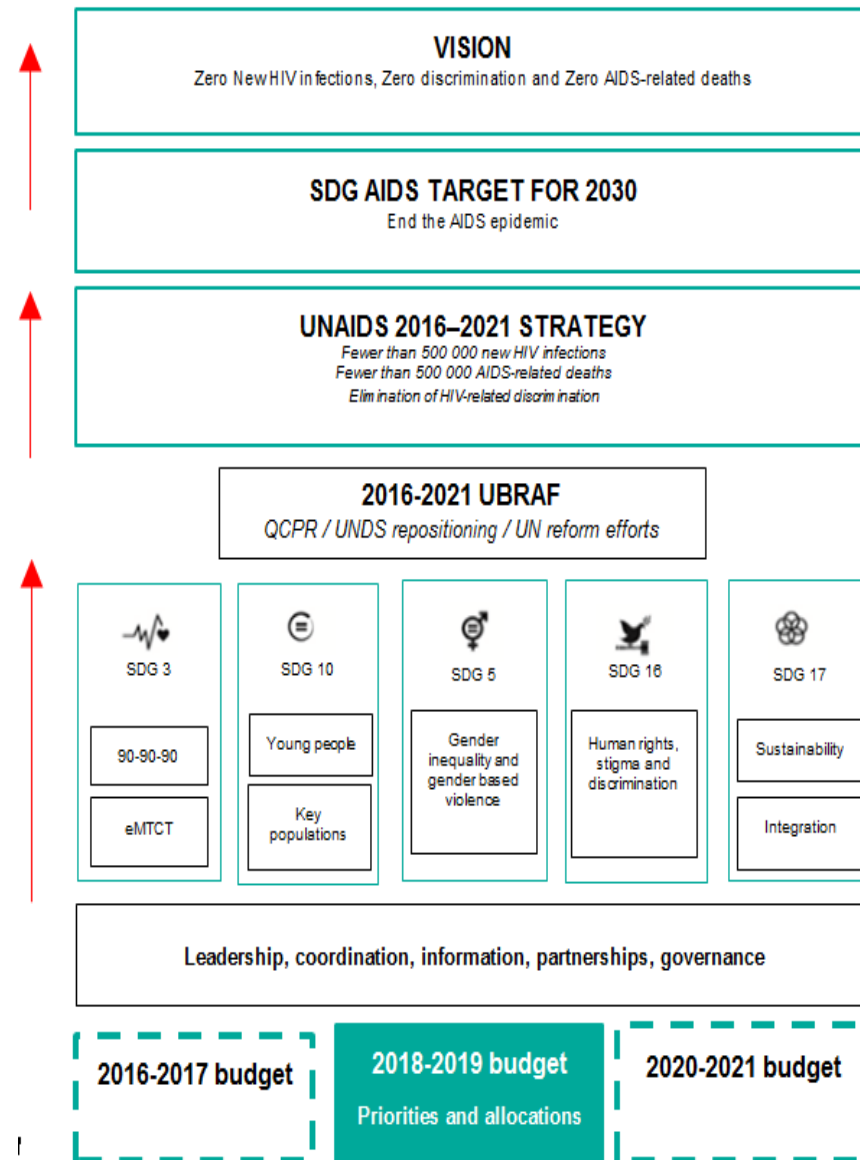 VISION
Zero New HIV infections, Zero discrimination and Zero AIDS-related deaths
SDG AIDS TARGET FOR 2030
End the AIDS epidemic
UNAIDS 2016–2021 STRATEGY
Fewer than 500 000 new HIV infections
Fewer than 500 000 AIDS-related deaths
Elimination of HIV-related discrimination
2016-2021 UBRAF
QCPR / UNDS repositioning / UN reform efforts
SDG 3
90-90-90
eMTCT
SDG 10
Young people
Key
populations
SDG 5
Gender
inequality and
gender based
violence
SDG 16
Human rights,
stigma and
discrimination
SDG 17
Sustainability
Integration
Leadership, coordination, information, partnerships, governance
2016-2017 budget
2018-2019 budget
Priorities and allocations
2020-2021 budget